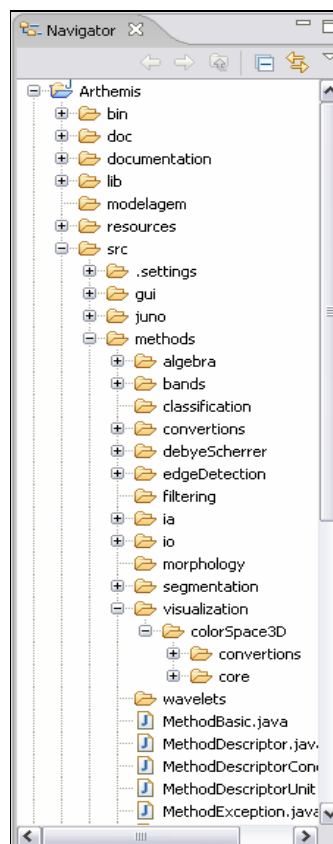 Navigator
Arthemis
bin
doc
documentation
lib
modelagem
resources
src
.settings
gui
juno
methods
algebra
bands
classification
convertions
debyeScherrer
edgeDetection
filtering
ia
io
morphology
segmentation
visualization
colorSpace3D
convertions
core
wavelets
MethodBasic.java
MethodDescriptor.java
MethodDescriptorCon
MethodDescriptorUnit
MethodException.java